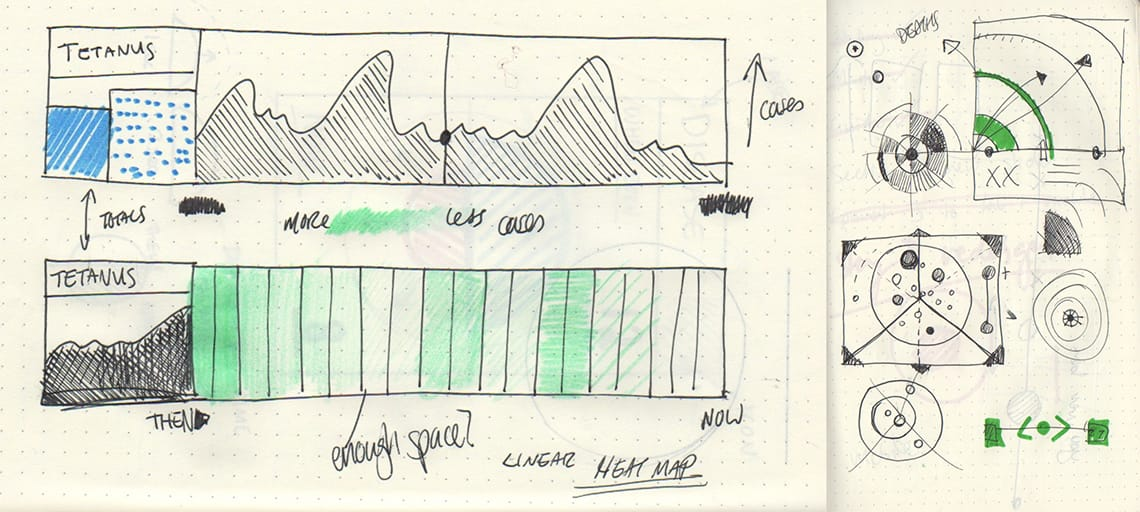 TETANUS
CASES
TOTALS
MORE LESS CASES
TETANUS
THEN
NOW
enough space?
LINEAR HEAT MAP
DEATHS
XX
+